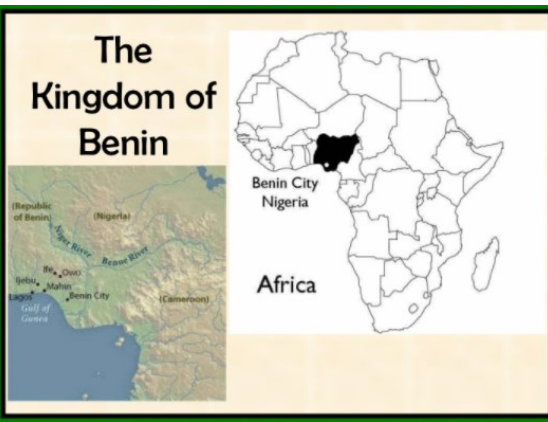 The
Kingdom of
Benin
Benin City
Nigeria
Africa
(Republic
of Benin)
(Nigeria)
Niger River
Benue River
Ife
Owo
Ijebu
Mahin
Lagos
Benin City
(Cameroon)
Gulf of
Guinea